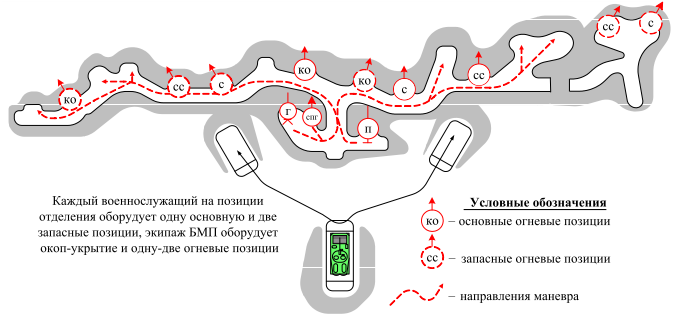 сс
с
ко
ко
сс
с
с
сс
ко
Г
СПГ
П
Каждый военнослужащий на позиции
отделения оборудует одну основную и две
запасные позиции, экипаж БМП оборудует
окоп-укрытие и одну-две огневые позиции
Условные обозначения
ко – основные огневые позиции
сс – запасные огневые позиции
– направления маневра